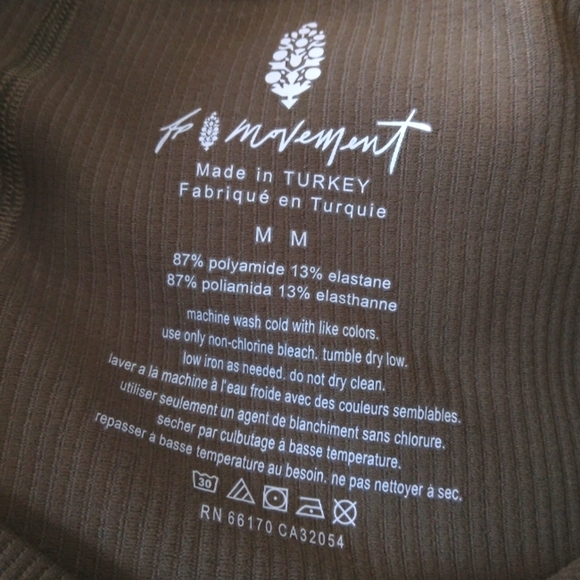 fp movement
Made in TURKEY
Fabriqué en Turquie
M M
87% polyamide 13% elastane
87% poliamida 13% elasthanne
machine wash cold with like colors.
use only non-chlorine bleach. tumble dry low.
low iron as needed. do not dry clean.
laver a là machine à l'eau froide avec des couleurs semblables.
utiliser seulement un agent de blanchiment sans chlorure.
secher par culbutage à basse temperature.
repasser à basse temperature au besoin. ne pas nettoyer à sec.
30
RN 66170 CA32054